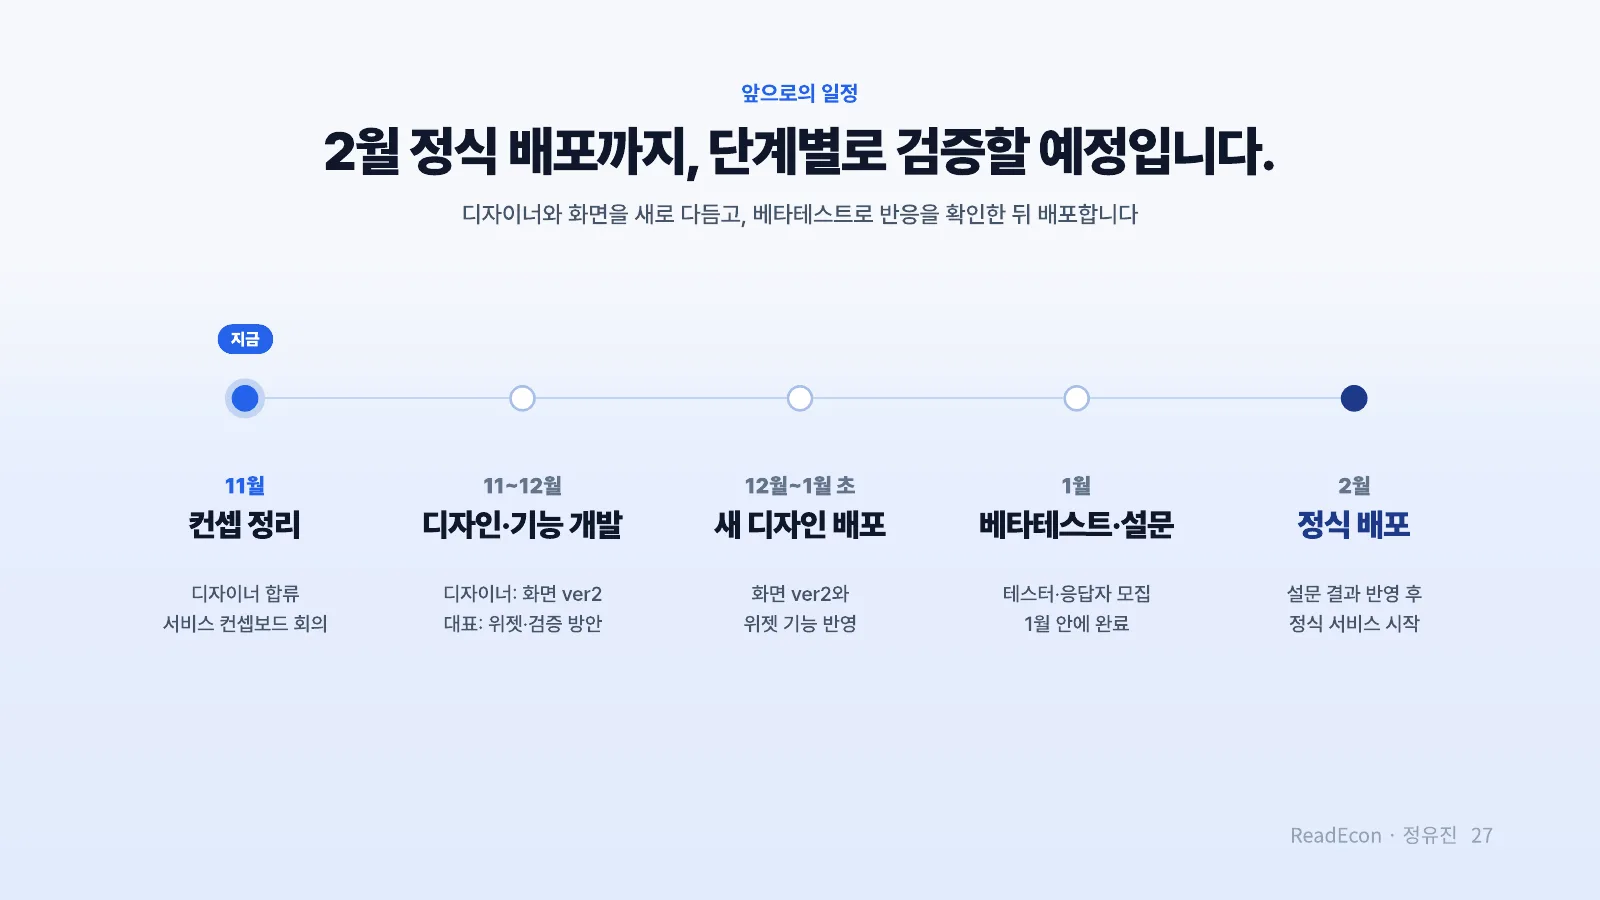 앞으로의 일정
2월 정식 배포까지, 단계별로 검증할 예정입니다.
디자이너와 화면을 새로 다듬고, 베타테스트로 반응을 확인한 뒤 배포합니다
지금
11월
컨셉 정리
디자이너 합류
서비스 컨셉보드 회의
11~12월
디자인·기능 개발
디자이너: 화면 ver2
대표: 위젯·검증 방안
12월~1월 초
새 디자인 배포
화면 ver2와
위젯 기능 반영
1월
베타테스트·설문
테스터·응답자 모집
1월 안에 완료
2월
정식 배포
설문 결과 반영 후
정식 서비스 시작
ReadEcon · 정유진 27